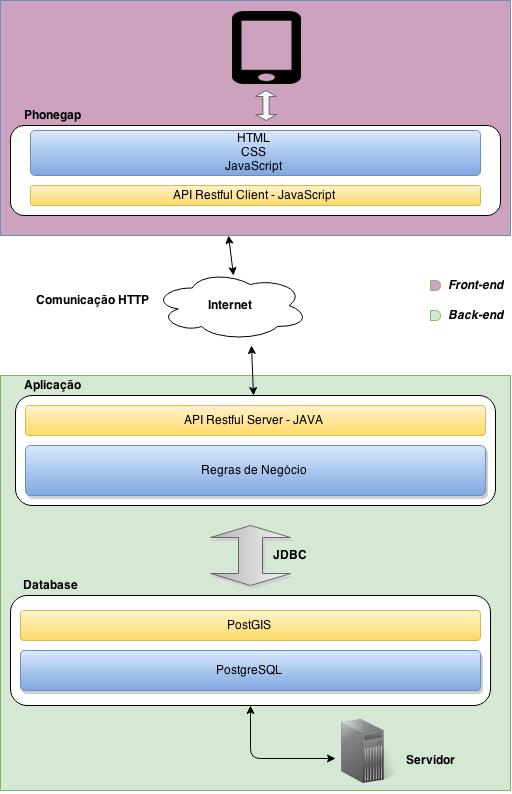 Phonegap
HTML
CSS
JavaScript
API Restful Client - JavaScript
Comunicação HTTP
Internet
Front-end
Back-end
Aplicação
API Restful Server - JAVA
Regras de Negócio
JDBC
Database
PostGIS
PostgreSQL
Servidor